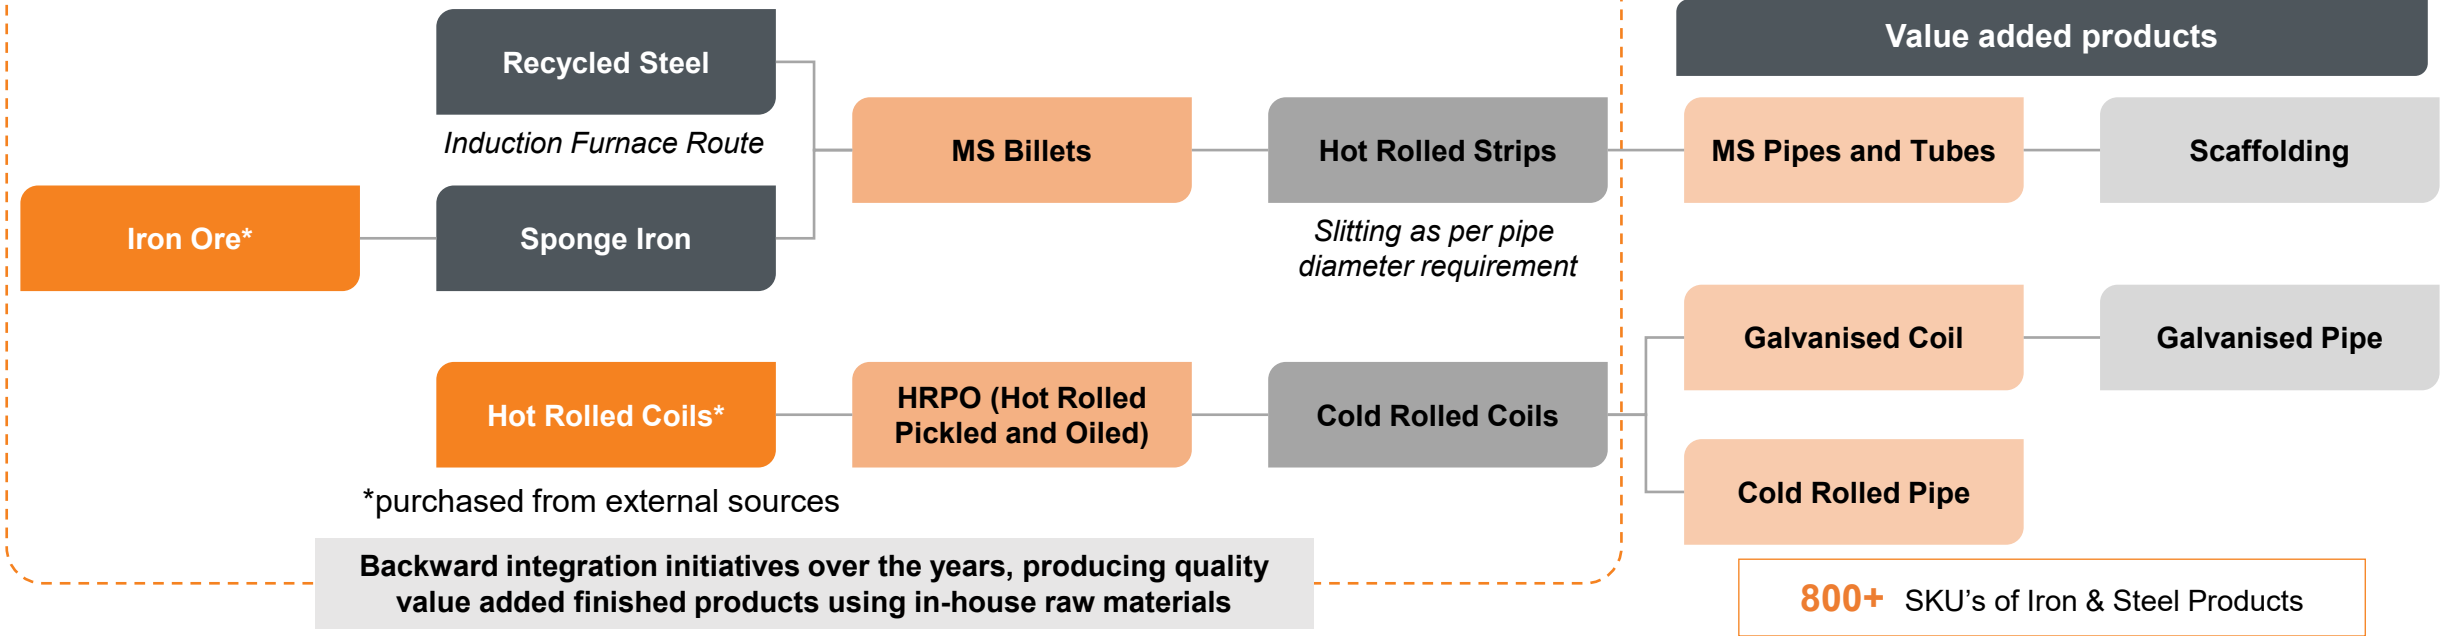 Value added products
Recycled Steel
Induction Furnace Route
MS Billets
Hot Rolled Strips
MS Pipes and Tubes
Scaffolding
Iron Ore*
Sponge Iron
Slitting as per pipe
diameter requirement
Galvanised Coil
Galvanised Pipe
Hot Rolled Coils*
HRPO (Hot Rolled
Pickled and Oiled)
Cold Rolled Coils
Cold Rolled Pipe
*purchased from external sources
Backward integration initiatives over the years, producing quality
value added finished products using in-house raw materials
800+ SKU's of Iron & Steel Products